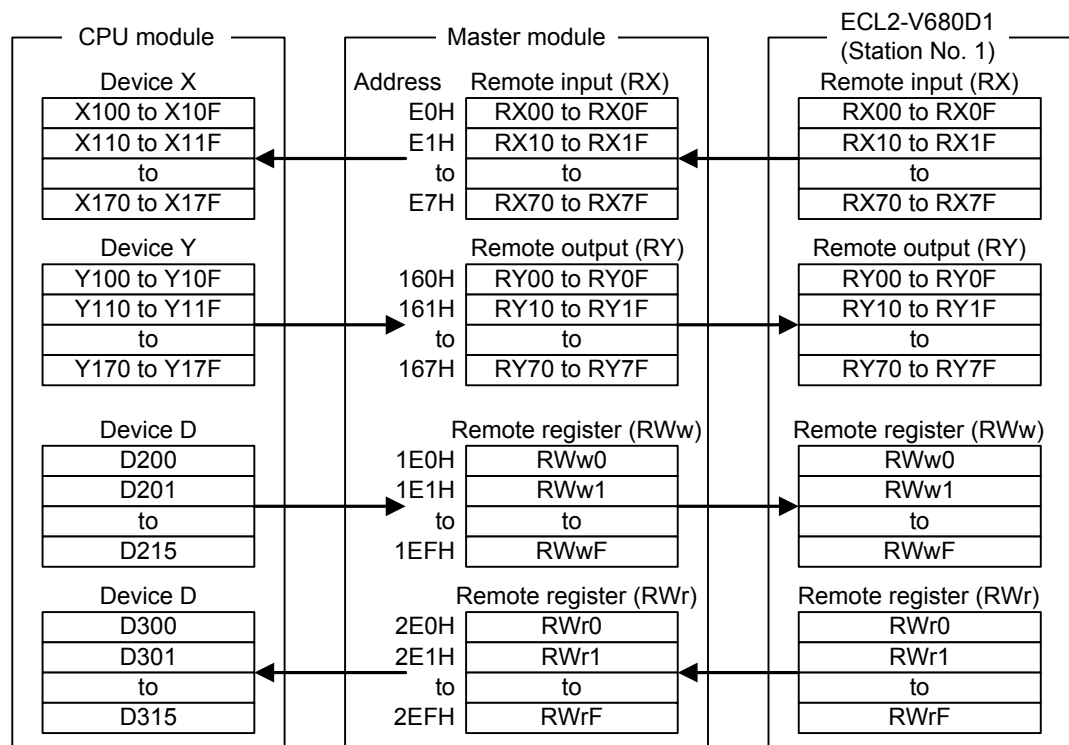 CPU module Master module ECL2-V680D1
(Station No. 1)
Device X Address Remote input (RX) Remote input (RX)
X100 to X10F E0H RX00 to RX0F RX00 to RX0F
X110 to X11F E1H RX10 to RX1F RX10 to RX1F
to to to to
X170 to X17F E7H RX70 to RX7F RX70 to RX7F
Device Y Remote output (RY) Remote output (RY)
Y100 to Y10F 160H RY00 to RY0F RY00 to RY0F
Y110 to Y11F 161H RY10 to RY1F RY10 to RY1F
to to to to
Y170 to Y17F 167H RY70 to RY7F RY70 to RY7F
Device D Remote register (RWw) Remote register (RWw)
D200 1E0H RWw0 RWw0
D201 1E1H RWw1 RWw1
to to to to
D215 1EFH RWwF RWwF
Device D Remote register (RWr) Remote register (RWr)
D300 2E0H RWr0 RWr0
D301 2E1H RWr1 RWr1
to to to to
D315 2EFH RWrF RWrF